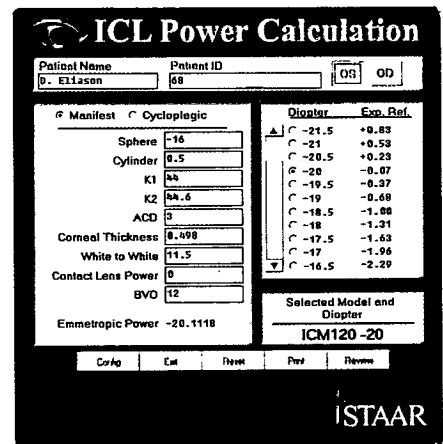 ICL Power Calculation
Patient Name Patient ID
D. Eliason 68 OS OD
Manifest Cycloplegic
Sphere -16
Cylinder 0.5
K1 44
K2 44.6
ACD 3
Corneal Thickness 0.498
White to White 11.5
Contact Lens Power 0
BVD 12
Emmetropic Power -20.1118
Diopter Exp. Ref.
-21.5 +0.83
-21 +0.53
-20.5 +0.23
-20 -0.07
-19.5 -0.37
-19 -0.68
-18.5 -1.00
-18 -1.31
-17.5 -1.63
-17 -1.96
-16.5 -2.29
Selected Model and
Diopter
ICM120 -20
Config Exit Reset Print Review
STAAR